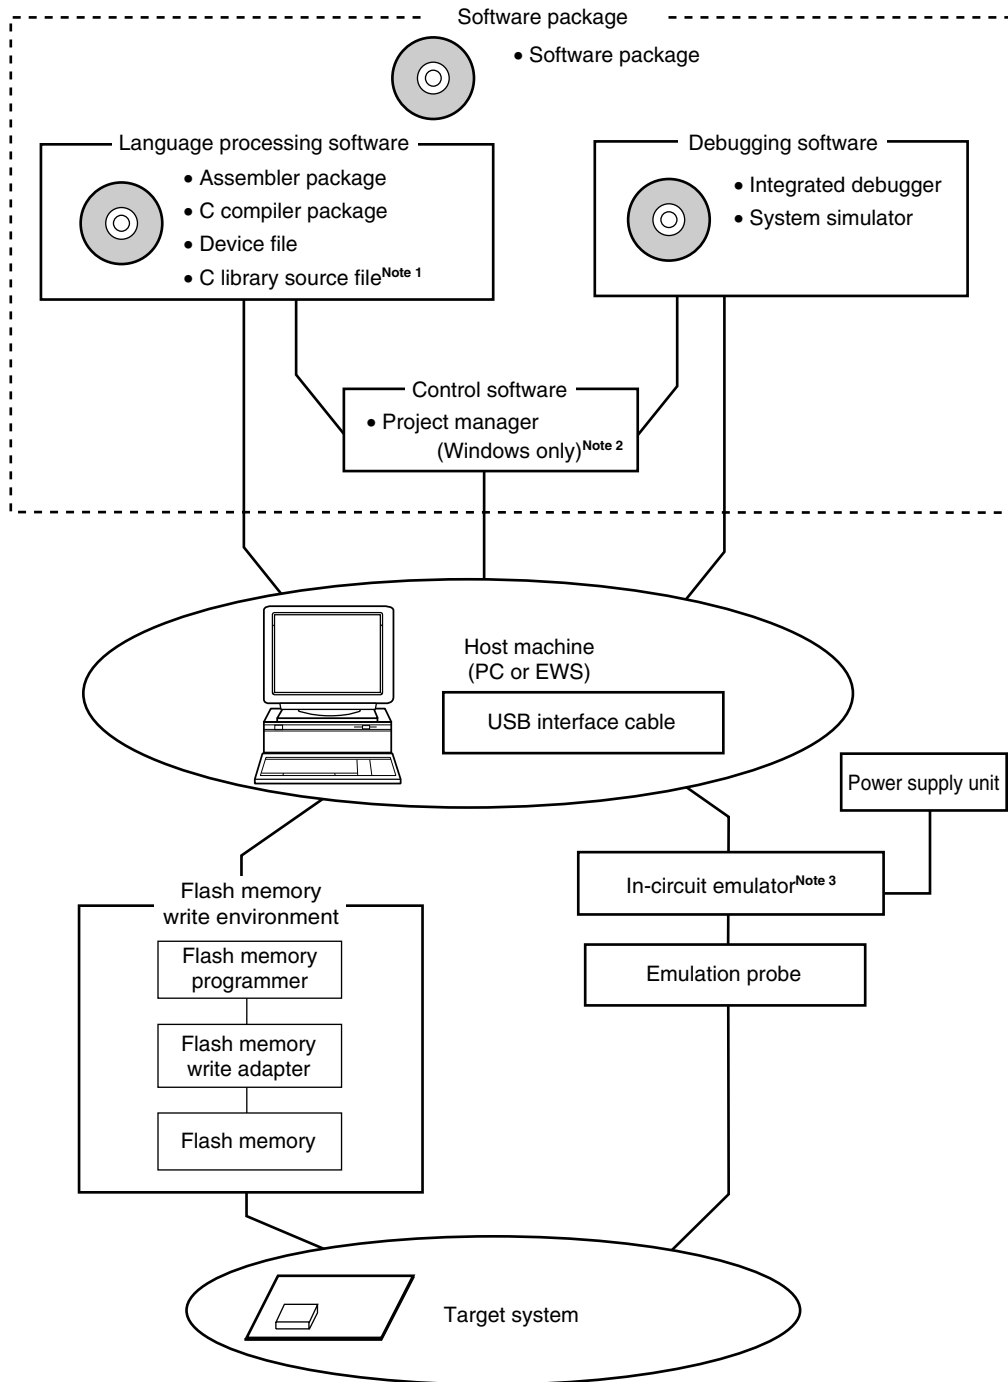 Software package
• Software package
Language processing software
• Assembler package
• C compiler package
• Device file
• C library source fileNote 1
Debugging software
• Integrated debugger
• System simulator
Control software
• Project manager
(Windows only)Note 2
Host machine
(PC or EWS)
USB interface cable
Power supply unit
In-circuit emulatorNote 3
Emulation probe
Flash memory
write environment
Flash memory
programmer
Flash memory
write adapter
Flash memory
Target system